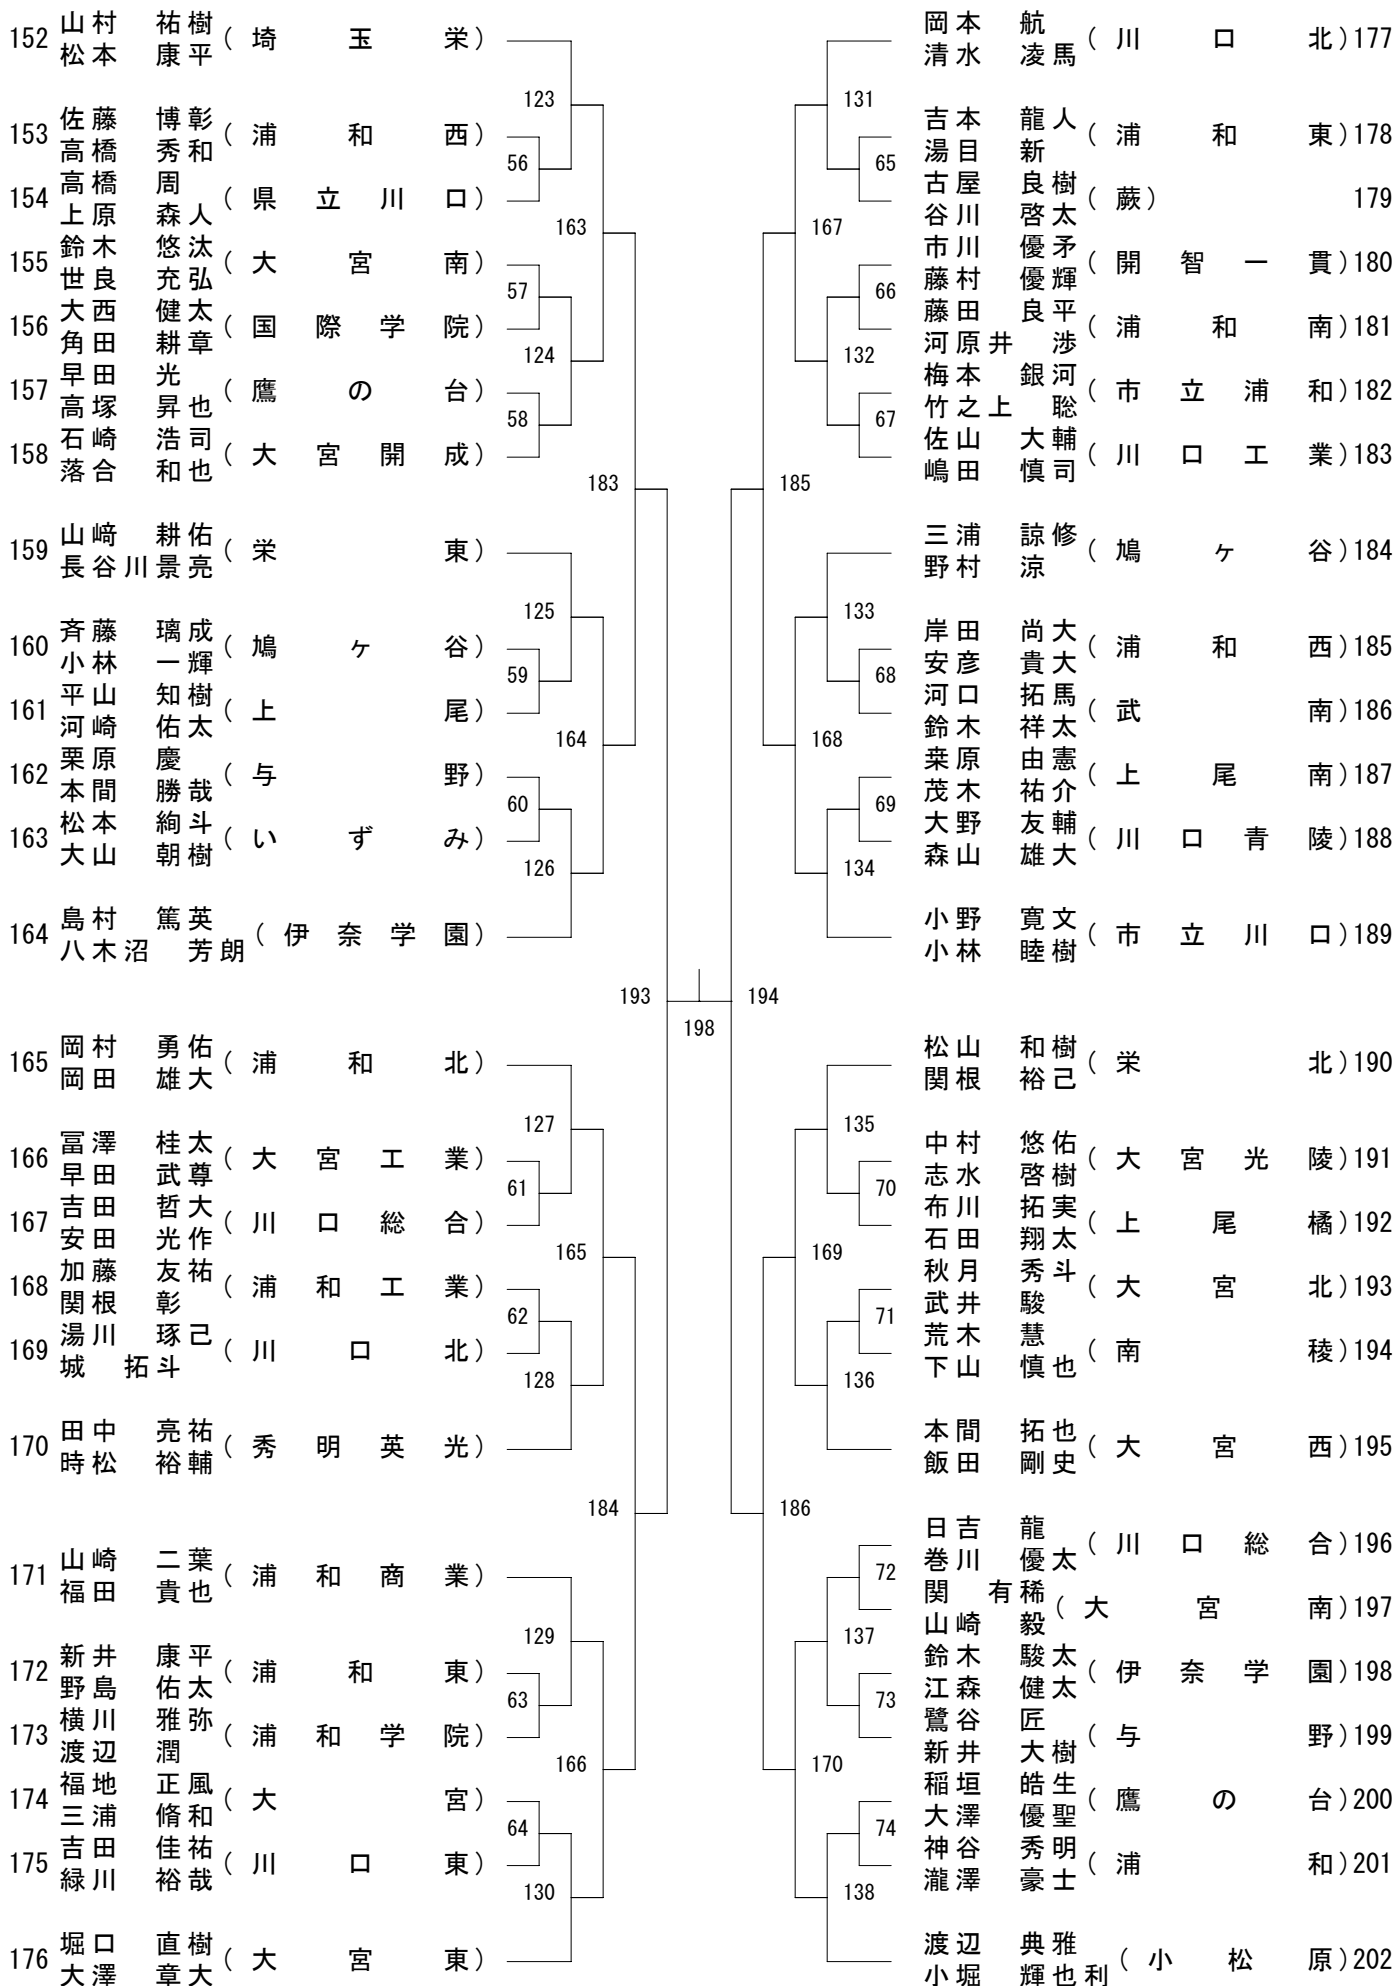 152 山村 祐樹 (埼玉栄)
松本 康平
153 佐藤 博彰 (浦和西)
高橋 秀和
154 高橋 周 (県立川口)
上原 森人
155 鈴木 悠汰 (大宮南)
世良 充弘
156 大西 健太 (国際学院)
角田 耕章
157 早田 光 (鷹の台)
高塚 昇也
158 石崎 浩司 (大宮開成)
落合 和也
159 山﨑 耕佑 (栄東)
長谷川景亮
160 斉藤 璃成 (鳩ヶ谷)
小林 一輝
161 平山 知樹 (上尾)
河崎 佑太
162 栗原 慶 (与野)
本間 勝哉
163 松本 絢斗 (いずみ)
大山 朝樹
164 島村 篤英 (伊奈学園)
八木沼 芳朗
165 岡村 勇佑 (浦和北)
岡田 雄大
166 冨澤 桂太 (大宮工業)
早田 武尊
167 吉田 哲大 (川口総合)
安田 光作
168 加藤 友祐 (浦和工業)
関根 彰
169 湯川 琢己 (川口北)
城 拓斗
170 田中 亮祐 (秀明英光)
時松 裕輔
171 山崎 二葉 (浦和商業)
福田 貴也
172 新井 康平 (浦和東)
野島 佑太
173 横川 雅弥 (浦和学院)
渡辺 潤
174 福地 正風 (大宮)
三浦 脩和
175 吉田 佳祐 (川口東)
緑川 裕哉
176 堀口 直樹 (大宮東)
大澤 章大
123
56
163
57
124
58
183
125
59
164
60
126
193
127
61
165
62
128
184
129
63
166
64
130
198
194
131
65
167
66
132
67
185
133
68
168
69
134
135
70
169
71
136
186
72
137
73
170
74
138
岡本 航 (川口北)177
清水 凌馬
吉本 龍人 (浦和東)178
湯目 新
古屋 良樹 (蕨) 179
谷川 啓太
市川 優矛 (開智一貫)180
藤村 優輝
藤田 良平 (浦和南)181
河原井 渉
梅本 銀河 (市立浦和)182
竹之上 聡
佐山 大輔 (川口工業)183
嶋田 慎司
三浦 諒修 (鳩ヶ谷)184
野村 涼
岸田 尚大 (浦和西)185
安彦 貴大
河口 拓馬 (武南)186
鈴木 祥太
桒原 由憲 (上尾南)187
茂木 祐介
大野 友輔 (川口青陵)188
森山 雄大
小野 寛文 (市立川口)189
小林 睦樹
松山 和樹 (栄北)190
関根 裕己
中村 悠佑 (大宮光陵)191
志水 啓樹
布川 拓実 (上尾橘)192
石田 翔太
秋月 秀斗 (大宮北)193
武井 駿
荒木 慧 (南稜)194
下山 慎也
本間 拓也 (大宮西)195
飯田 剛史
日吉 龍 (川口総合)196
巻川 優太
関 有稀 (大宮南)197
山崎 毅
鈴木 駿太 (伊奈学園)198
江森 健太
鷺谷 匠 (与野)199
新井 大樹
稲垣 皓生 (鷹の台)200
大澤 優聖
神谷 秀明 (浦和)201
瀧澤 豪士
渡辺 典雅 (小松原)202
小堀 輝也利